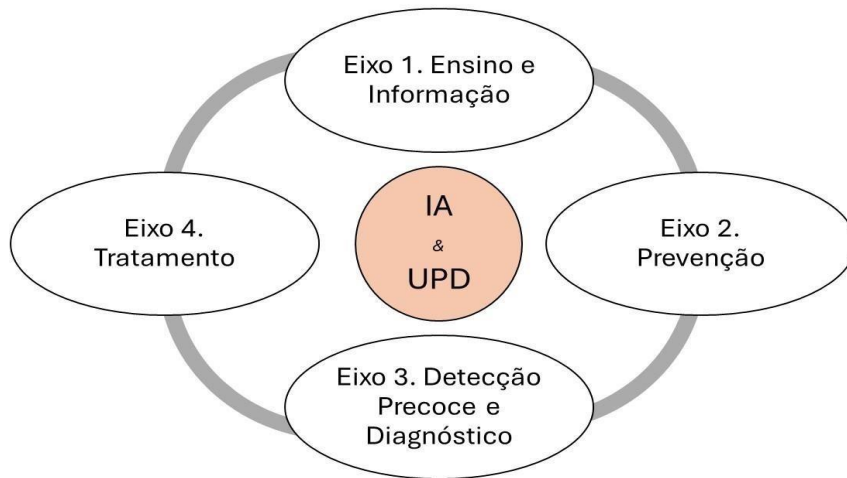 Eixo 1. Ensino e
Informação
IA
&
UPD
Eixo 4.
Tratamento
Eixo 2.
Prevenção
Eixo 3. Detecção
Precoce e
Diagnóstico